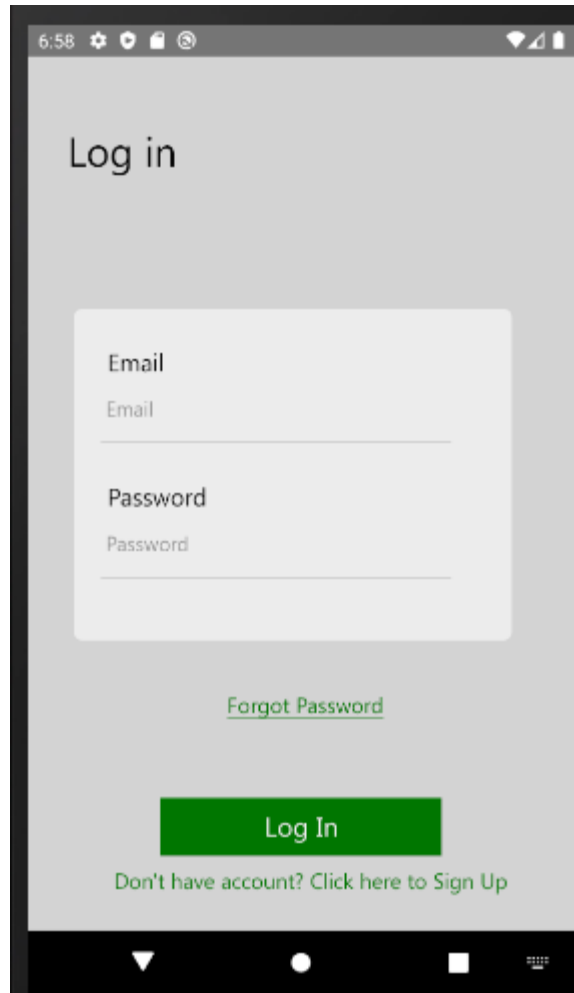 6:58
Log in
Email
Email
Password
Password
Forgot Password
Log In
Don't have account? Click here to Sign Up